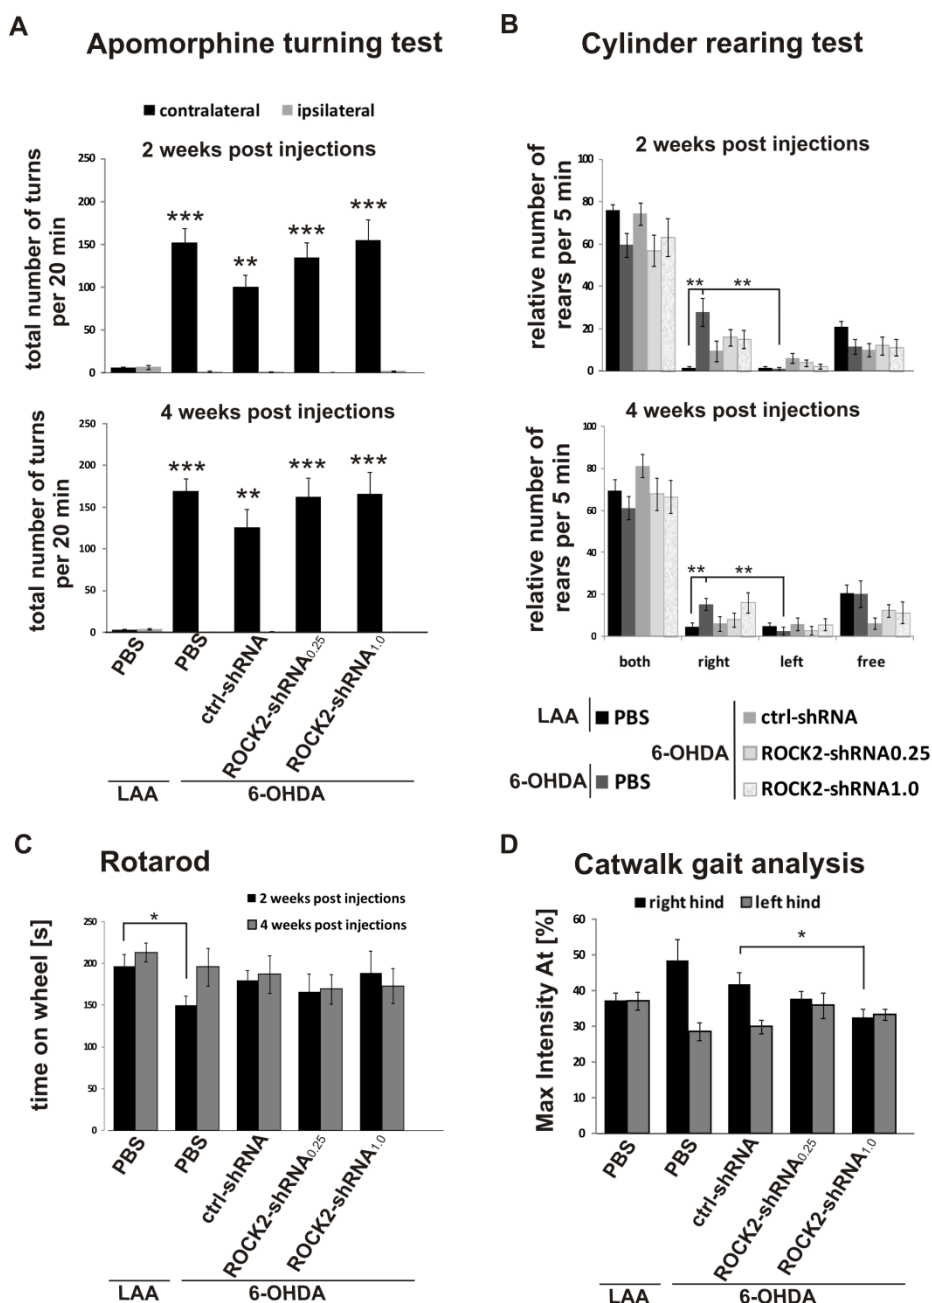 A
Apomorphine turning test
contralateral ipsilateral
2 weeks post injections
total number of turns
per 20 min
250
200
150
100
50
0
***
**
***
***
4 weeks post injections
total number of turns
per 20 min
250
200
150
100
50
0
***
**
***
***
PBS
PBS
ctrl-shRNA
ROCK2-shRNA0.25
ROCK2-shRNA1.0
LAA
6-OHDA
B
Cylinder rearing test
2 weeks post injections
relative number of
rears per 5 min
100
80
60
40
20
0
** **
4 weeks post injections
relative number of
rears per 5 min
100
80
60
40
20
0
** **
both right left free
LAA PBS
6-OHDA PBS
6-OHDA
ctrl-shRNA
ROCK2-shRNA0.25
ROCK2-shRNA1.0
C
Rotarod
2 weeks post injections
4 weeks post injections
time on wheel [s]
250
200
150
100
50
0
*
PBS
PBS
ctrl-shRNA
ROCK2-shRNA0.25
ROCK2-shRNA1.0
LAA
6-OHDA
D
Catwalk gait analysis
right hind left hind
Max Intensity At [%]
60
50
40
30
20
10
0
*
PBS
PBS
ctrl-shRNA
ROCK2-shRNA0.25
ROCK2-shRNA1.0
LAA
6-OHDA